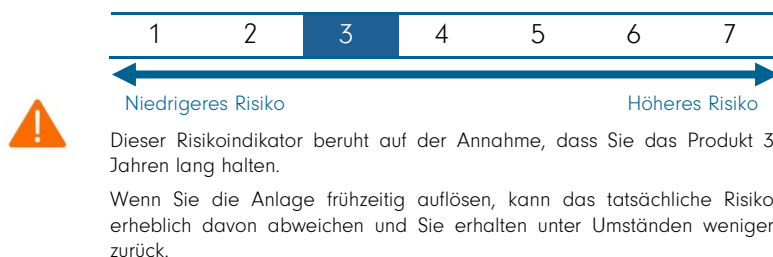 1 2 3 4 5 6 7
Niedrigeres Risiko Höheres Risiko
Dieser Risikoindikator beruht auf der Annahme, dass Sie das Produkt 3
Jahren lang halten.
Wenn Sie die Anlage frühzeitig auflösen, kann das tatsächliche Risiko
erheblich davon abweichen und Sie erhalten unter Umständen weniger
zurück.